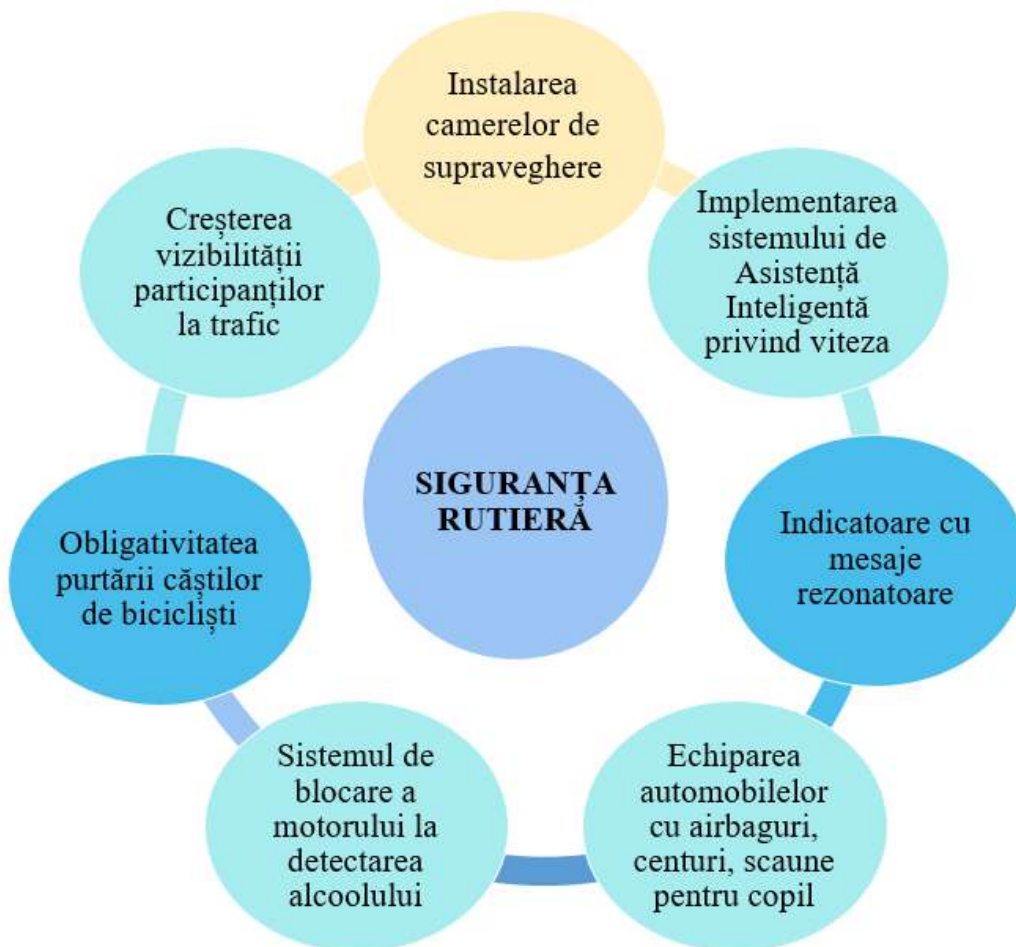 Instalarea
camerelor de
supraveghere
Implementarea
sistemului de
Asistență
Inteligentă
privind viteza
Indicatoare cu
mesaje
rezonatoare
Echiparea
automobilelor
cu airbaguri,
centuri, scaune
pentru copil
Sistemul de
blocare a
motorului la
detectarea
alcoolului
Obligativitatea
purtării căștilor
de bicicliști
Creșterea
vizibilității
participanților
la trafic
SIGURANȚA
RUTIERĂ